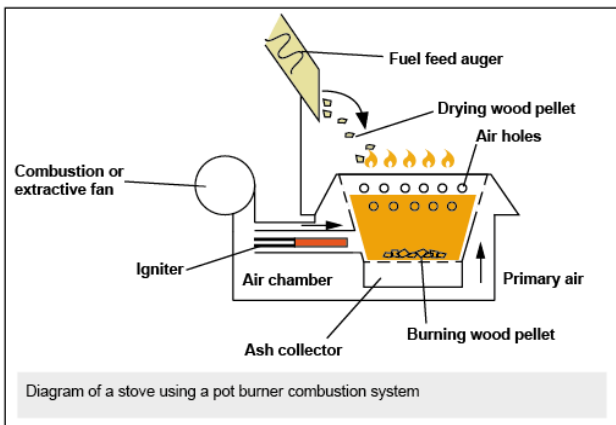 Fuel feed auger
Drying wood pellet
Air holes
Combustion or
extractive fan
Igniter
Air chamber
Primary air
Burning wood pellet
Ash collector
Diagram of a stove using a pot burner combustion system